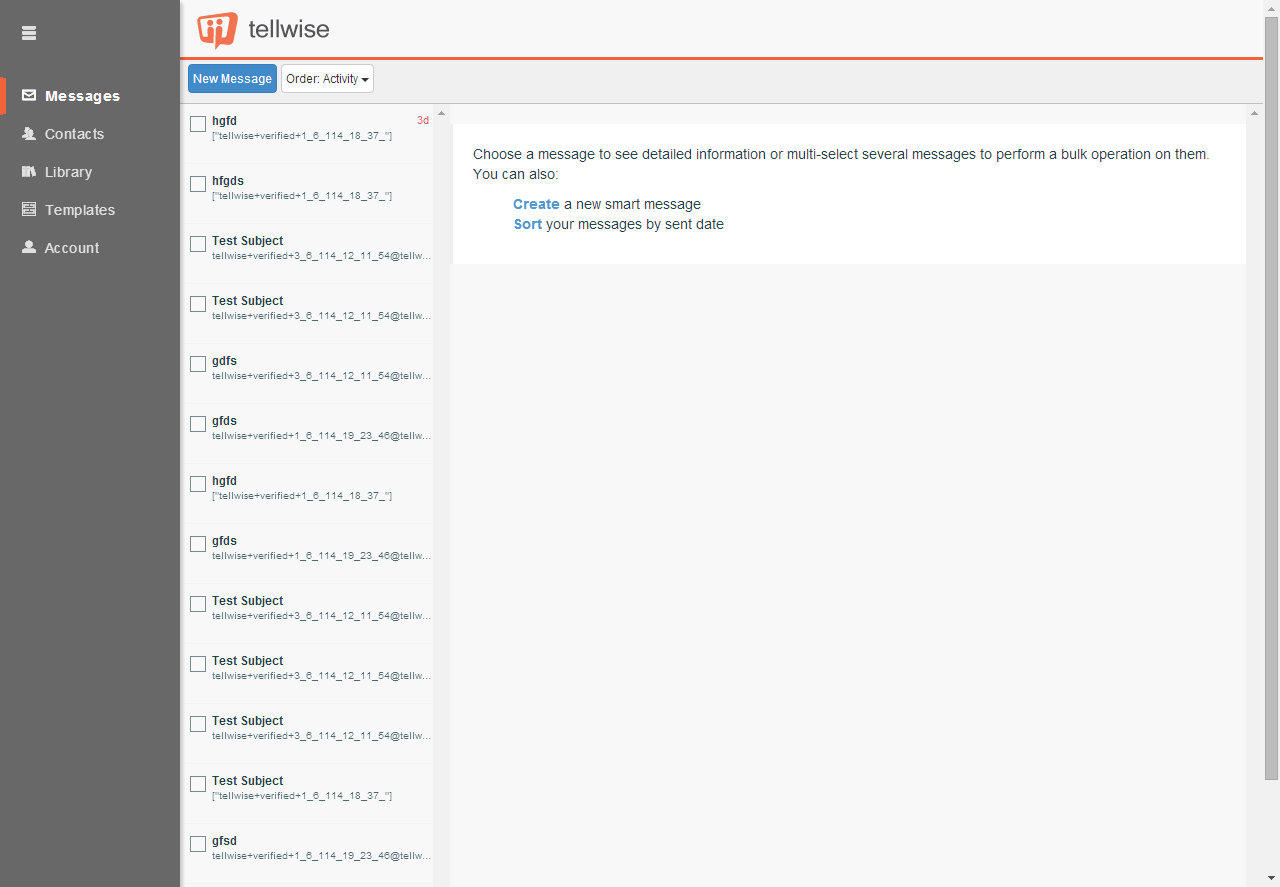 tellwise
Messages
Contacts
Library
Templates
Account
New Message
Order: Activity
hgfd
3d
["tellwise+verified+1_6_114_18_37_"]
hfgds
["tellwise+verified+1_6_114_18_37_"]
Test Subject
tellwise+verified+3_6_114_12_11_54@tellw...
Test Subject
tellwise+verified+3_6_114_12_11_54@tellw...
gdfs
tellwise+verified+3_6_114_12_11_54@tellw...
gfds
tellwise+verified+1_6_114_19_23_46@tellw...
hgfd
["tellwise+verified+1_6_114_18_37_"]
gfds
tellwise+verified+1_6_114_19_23_46@tellw...
Test Subject
tellwise+verified+3_6_114_12_11_54@tellw...
Test Subject
tellwise+verified+3_6_114_12_11_54@tellw...
Test Subject
tellwise+verified+3_6_114_12_11_54@tellw...
Test Subject
["tellwise+verified+1_6_114_18_37_"]
gfsd
tellwise+verified+1_6_114_19_23_46@tellw...
Choose a message to see detailed information or multi-select several messages to perform a bulk operation on them.
You can also:
Create a new smart message
Sort your messages by sent date